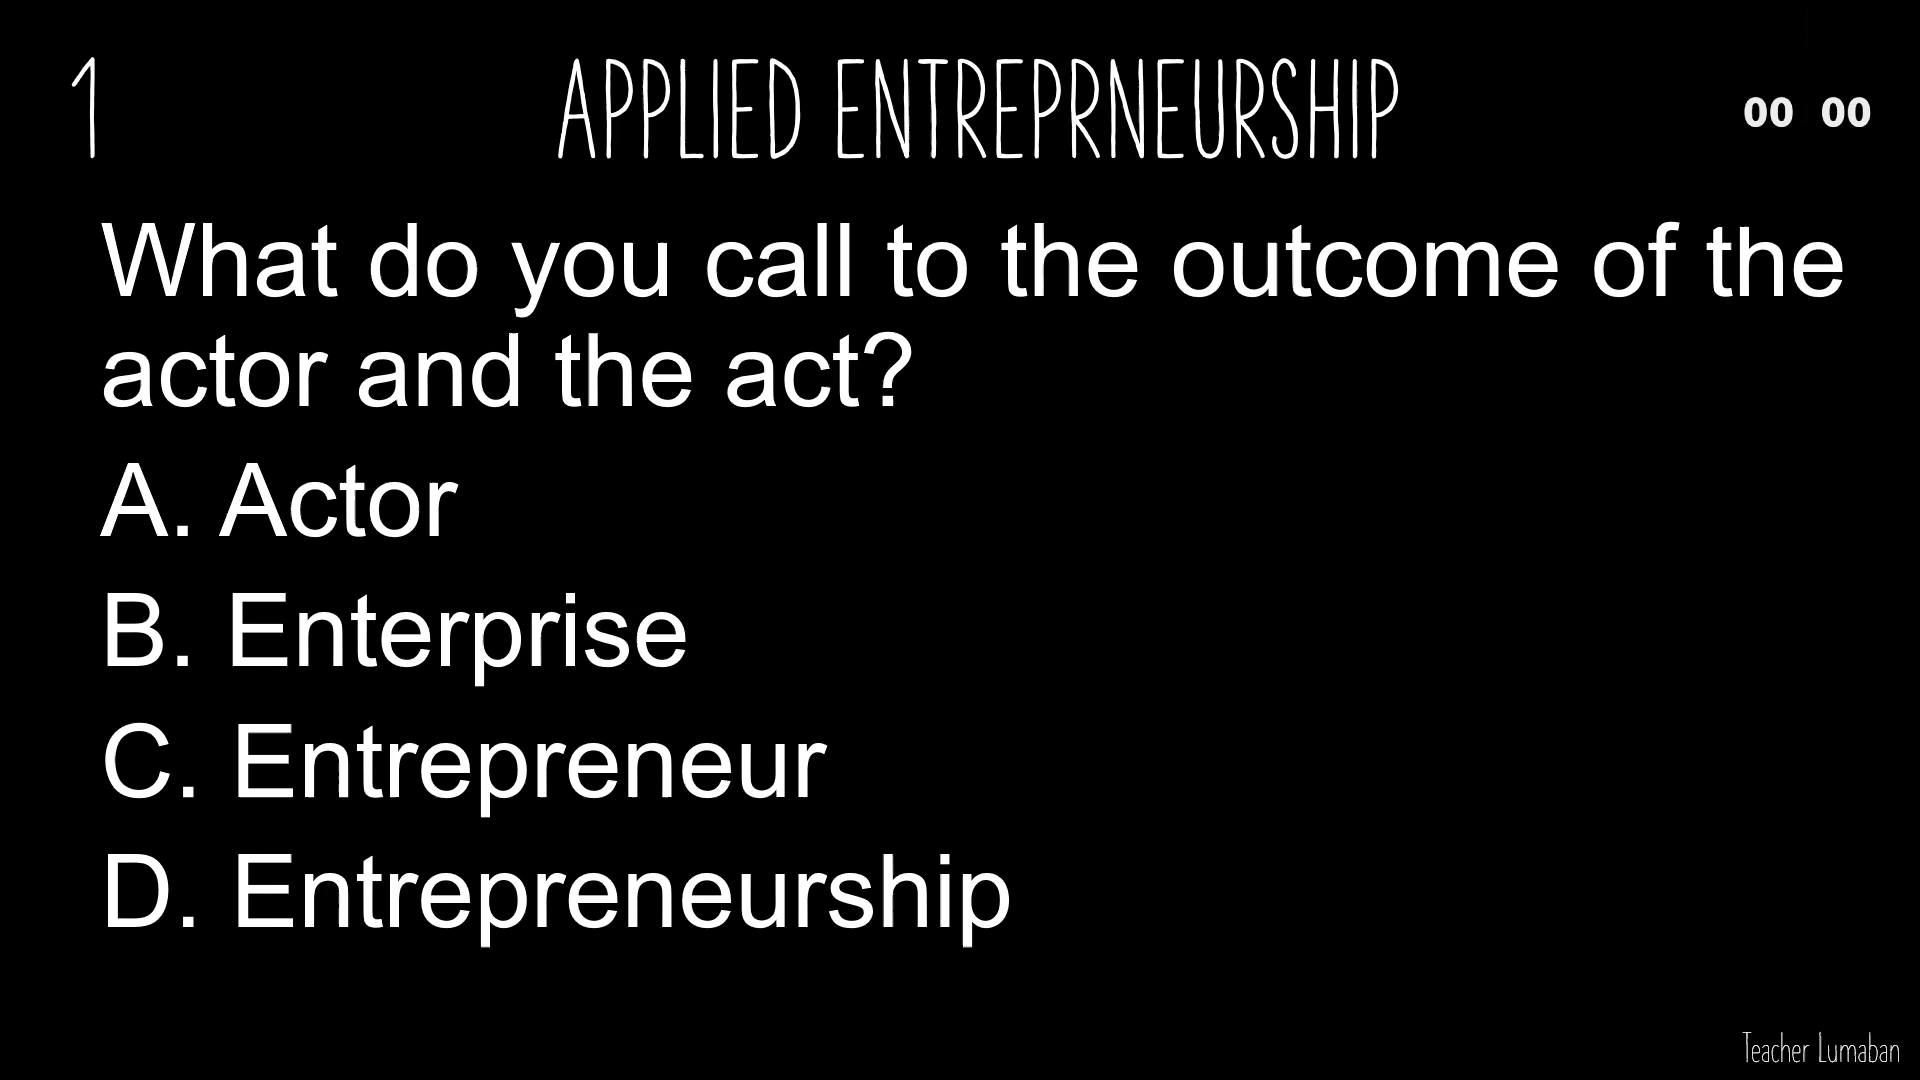 1
APPLIED ENTREPRNEURSHIP
00 00
What do you call to the outcome of the
actor and the act?
A. Actor
B. Enterprise
C. Entrepreneur
D. Entrepreneurship
Teacher Lumaban